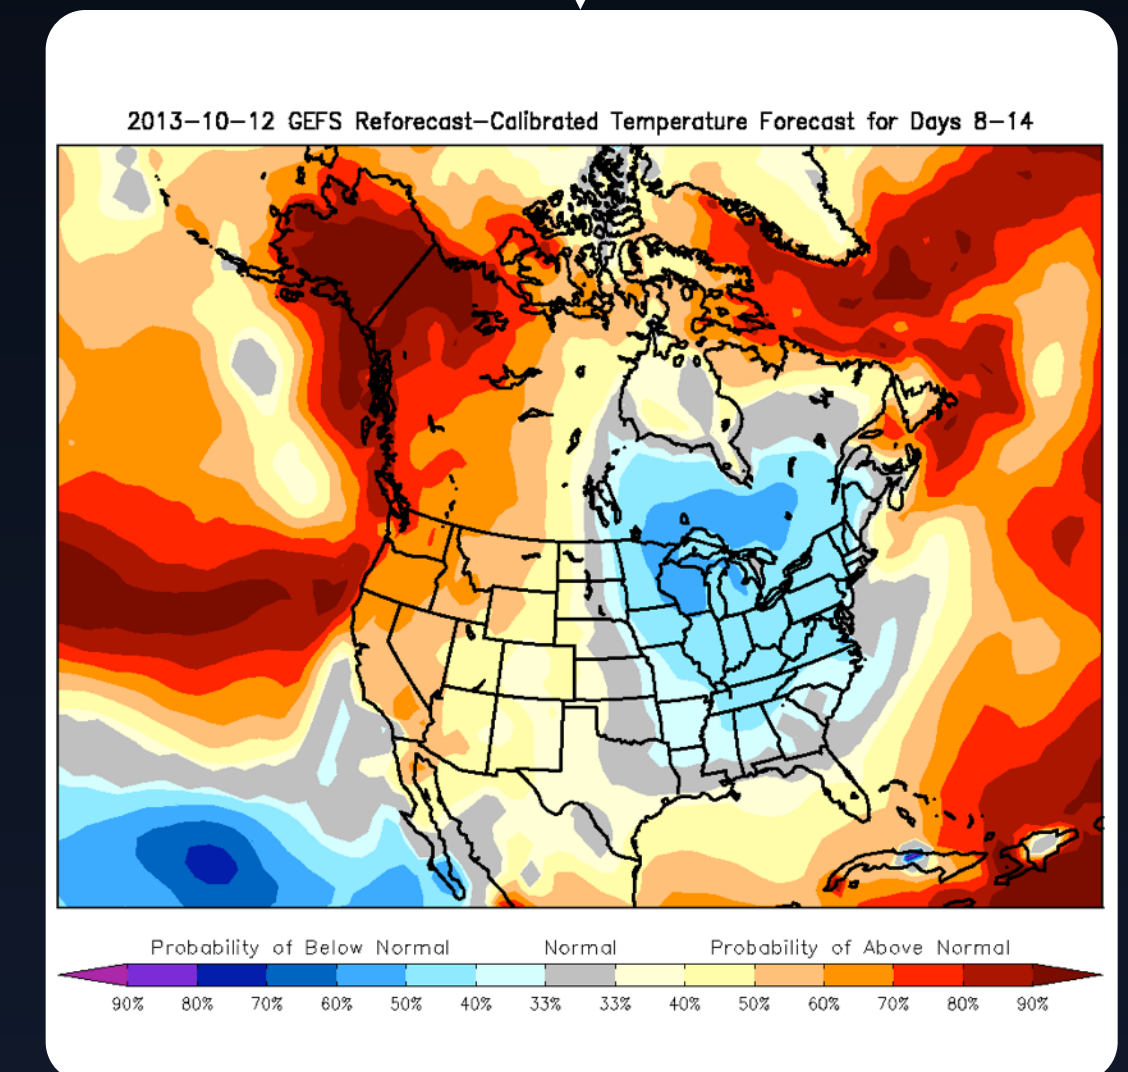 2013-10-12 GEFS Reforecast-Calibrated Temperature Forecast for Days 8-14
Probability of Below Normal Normal Probability of Above Normal
90% 80% 70% 60% 50% 40% 33% 33% 40% 50% 60% 70% 80% 90%